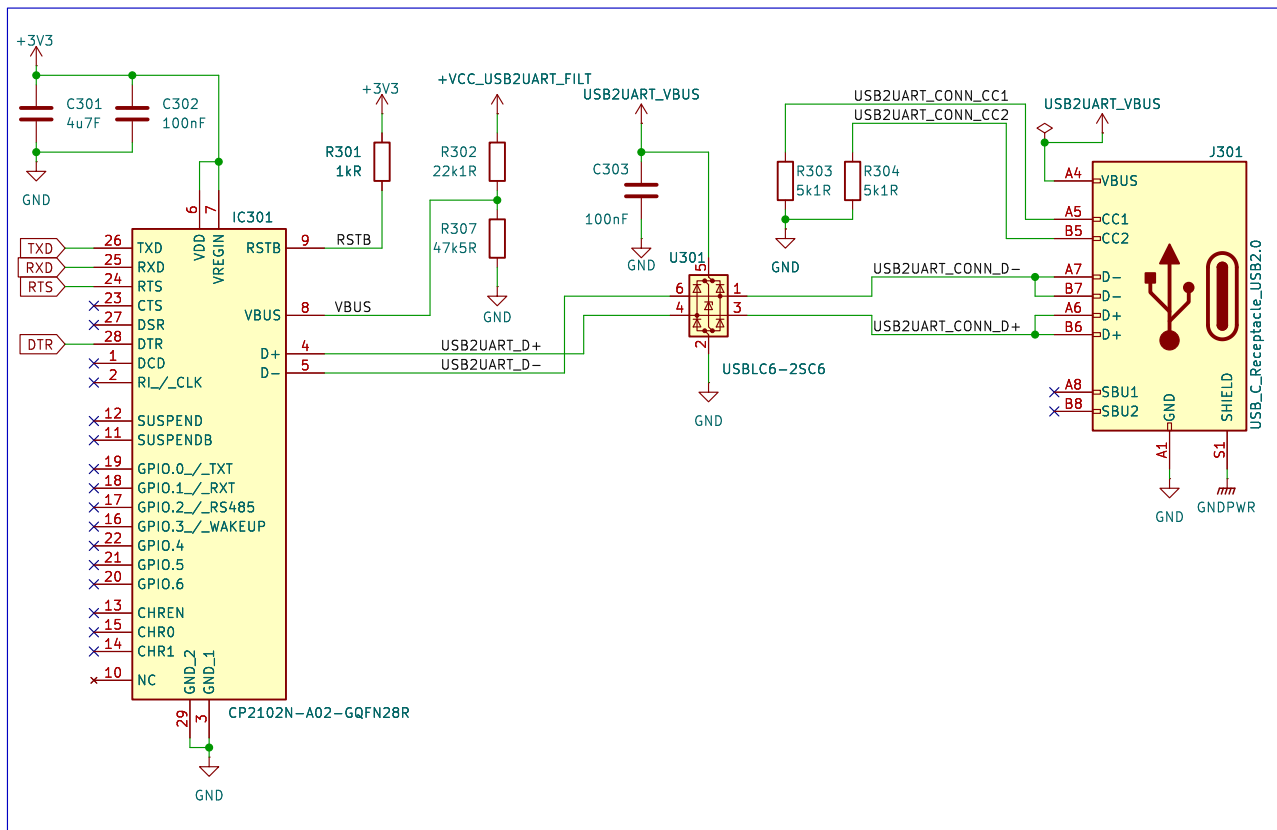 +3V3
C301
4u7F
C302
100nF
GND
+3V3
R301
1kR
+VCC_USB2UART_FILT
R302
22k1R
R307
47k5R
GND
USB2UART_VBUS
C303
100nF
GND
USB2UART_CONN_CC1
USB2UART_CONN_CC2
R303
5k1R
R304
5k1R
GND
USB2UART_VBUS
J301
A4
VBUS
A5
CC1
B5
CC2
A7
D-
B7
D-
A6
D+
B6
D+
A8
SBU1
B8
SBU2
GND
A1
SHIELD
S1
USB_C_Receptacle_USB2.0
GND
GNDPWR
USB2UART_CONN_D-
USB2UART_CONN_D+
U301
5
6
4
1
3
2
USBLC6-2SC6
GND
USB2UART_D+
USB2UART_D-
IC301
6
VDD
7
VREGIN
9
RSTB
RSTB
8
VBUS
VBUS
4
D+
5
D-
TXD
26
TXD
RXD
25
RXD
RTS
24
RTS
23
CTS
27
DSR
DTR
28
DTR
1
DCD
2
RI_/_CLK
12
SUSPEND
11
SUSPENDB
19
GPIO.0_/_TXT
18
GPIO.1_/_RXT
17
GPIO.2_/_RS485
16
GPIO.3_/_WAKEUP
22
GPIO.4
21
GPIO.5
20
GPIO.6
13
CHREN
15
CHR0
14
CHR1
10
NC
GND_2
29
GND_1
3
CP2102N-A02-GQFN28R
GND